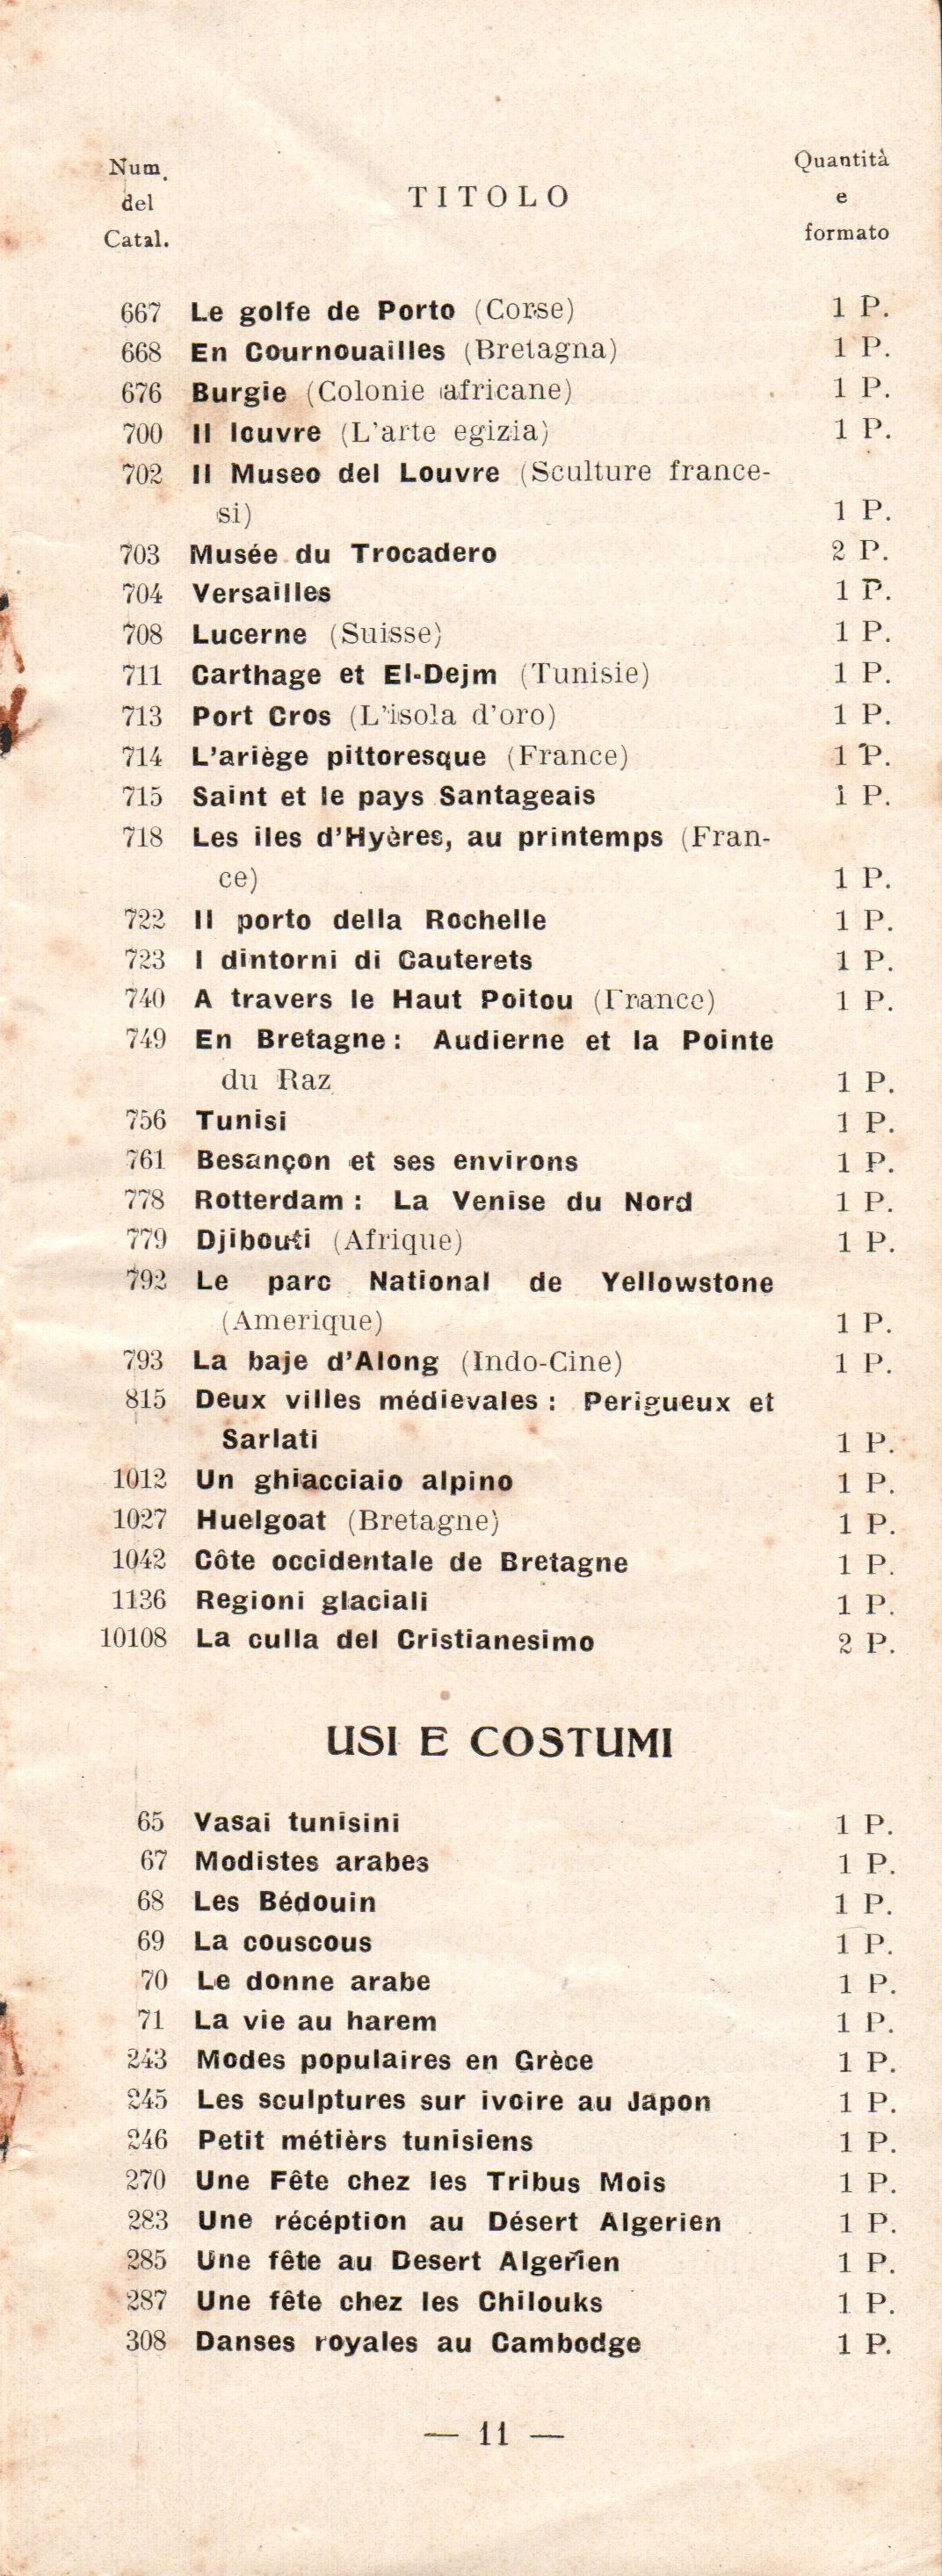 Num. TITOLO Quantità
del e
Catal. formato
667 Le golfe de Porto (Corse) 1 P.
668 En Cournouailles (Bretagna) 1 P.
676 Burgie (Colonie africane) 1 P.
700 Il louvre (L'arte egizia) 1 P.
702 Il Museo del Louvre (Sculture france-
si) 1 P.
703 Musée du Trocadero 2 P.
704 Versailles 1 P.
708 Lucerne (Suisse) 1 P.
711 Carthage et El-Dejm (Tunisie) 1 P.
713 Port Cros (L'isola d'oro) 1 P.
714 L'ariège pittoresque (France) 1 P.
715 Saint et le pays Santageais 1 P.
718 Les iles d'Hyères, au printemps (Fran-
ce) 1 P.
722 Il porto della Rochelle 1 P.
723 I dintorni di Cauterets 1 P.
740 A travers le Haut Poitou (France) 1 P.
749 En Bretagne: Audierne et la Pointe
du Raz 1 P.
756 Tunisi 1 P.
761 Besançon et ses environs 1 P.
778 Rotterdam: La Venise du Nord 1 P.
779 Djibouti (Afrique) 1 P.
792 Le parc National de Yellowstone
(Amerique) 1 P.
793 La baje d'Along (Indo-Cine) 1 P.
815 Deux villes médievales: Perigueux et
Sarlati 1 P.
1012 Un ghiacciaio alpino 1 P.
1027 Huelgoat (Bretagne) 1 P.
1042 Côte occidentale de Bretagne 1 P.
1136 Regioni glaciali 1 P.
10108 La culla del Cristianesimo 2 P.
USI E COSTUMI
65 Vasai tunisini 1 P.
67 Modistes arabes 1 P.
68 Les Bédouin 1 P.
69 La couscous 1 P.
70 Le donne arabe 1 P.
71 La vie au harem 1 P.
243 Modes populaires en Grèce 1 P.
245 Les sculptures sur ivoire au Japon 1 P.
246 Petit métièrs tunisiens 1 P.
270 Une Fête chez les Tribus Mois 1 P.
283 Une récéption au Désert Algerien 1 P.
285 Une fête au Desert Algerien 1 P.
287 Une fête chez les Chilouks 1 P.
308 Danses royales au Cambodge 1 P.
— 11 —